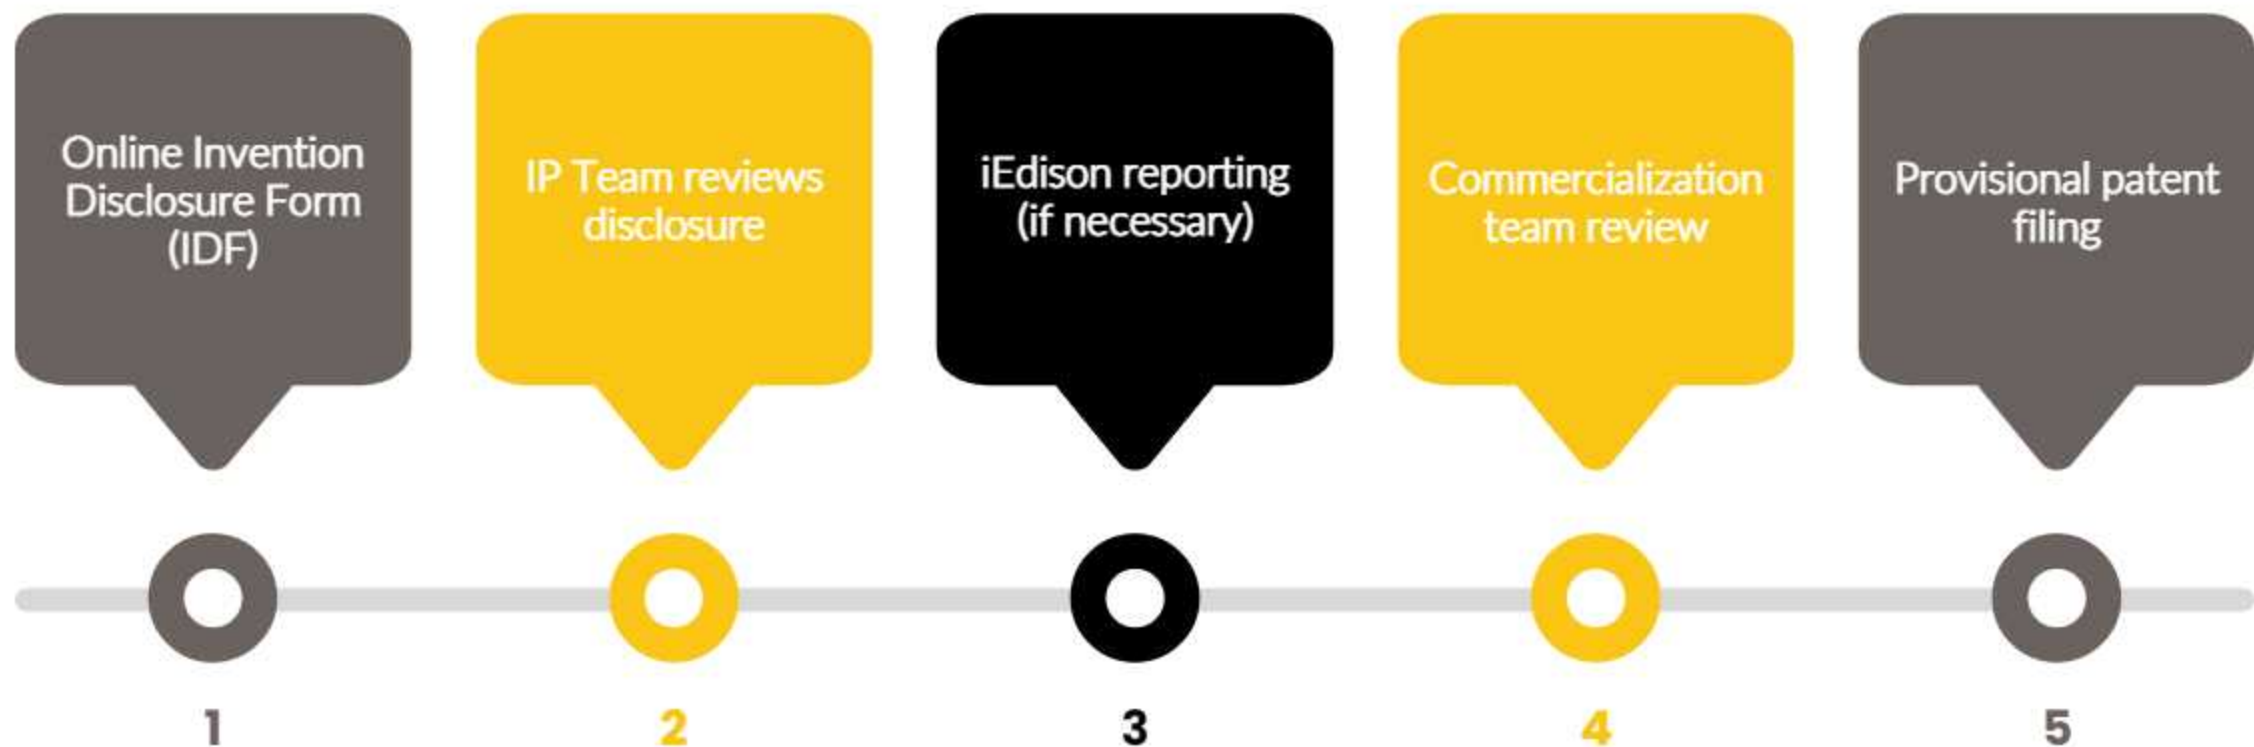 Online Invention
Disclosure Form
(IDF)
IP Team reviews
disclosure
iEdison reporting
(if necessary)
Commercialization
team review
Provisional patent
filing
1
2
3
4
5